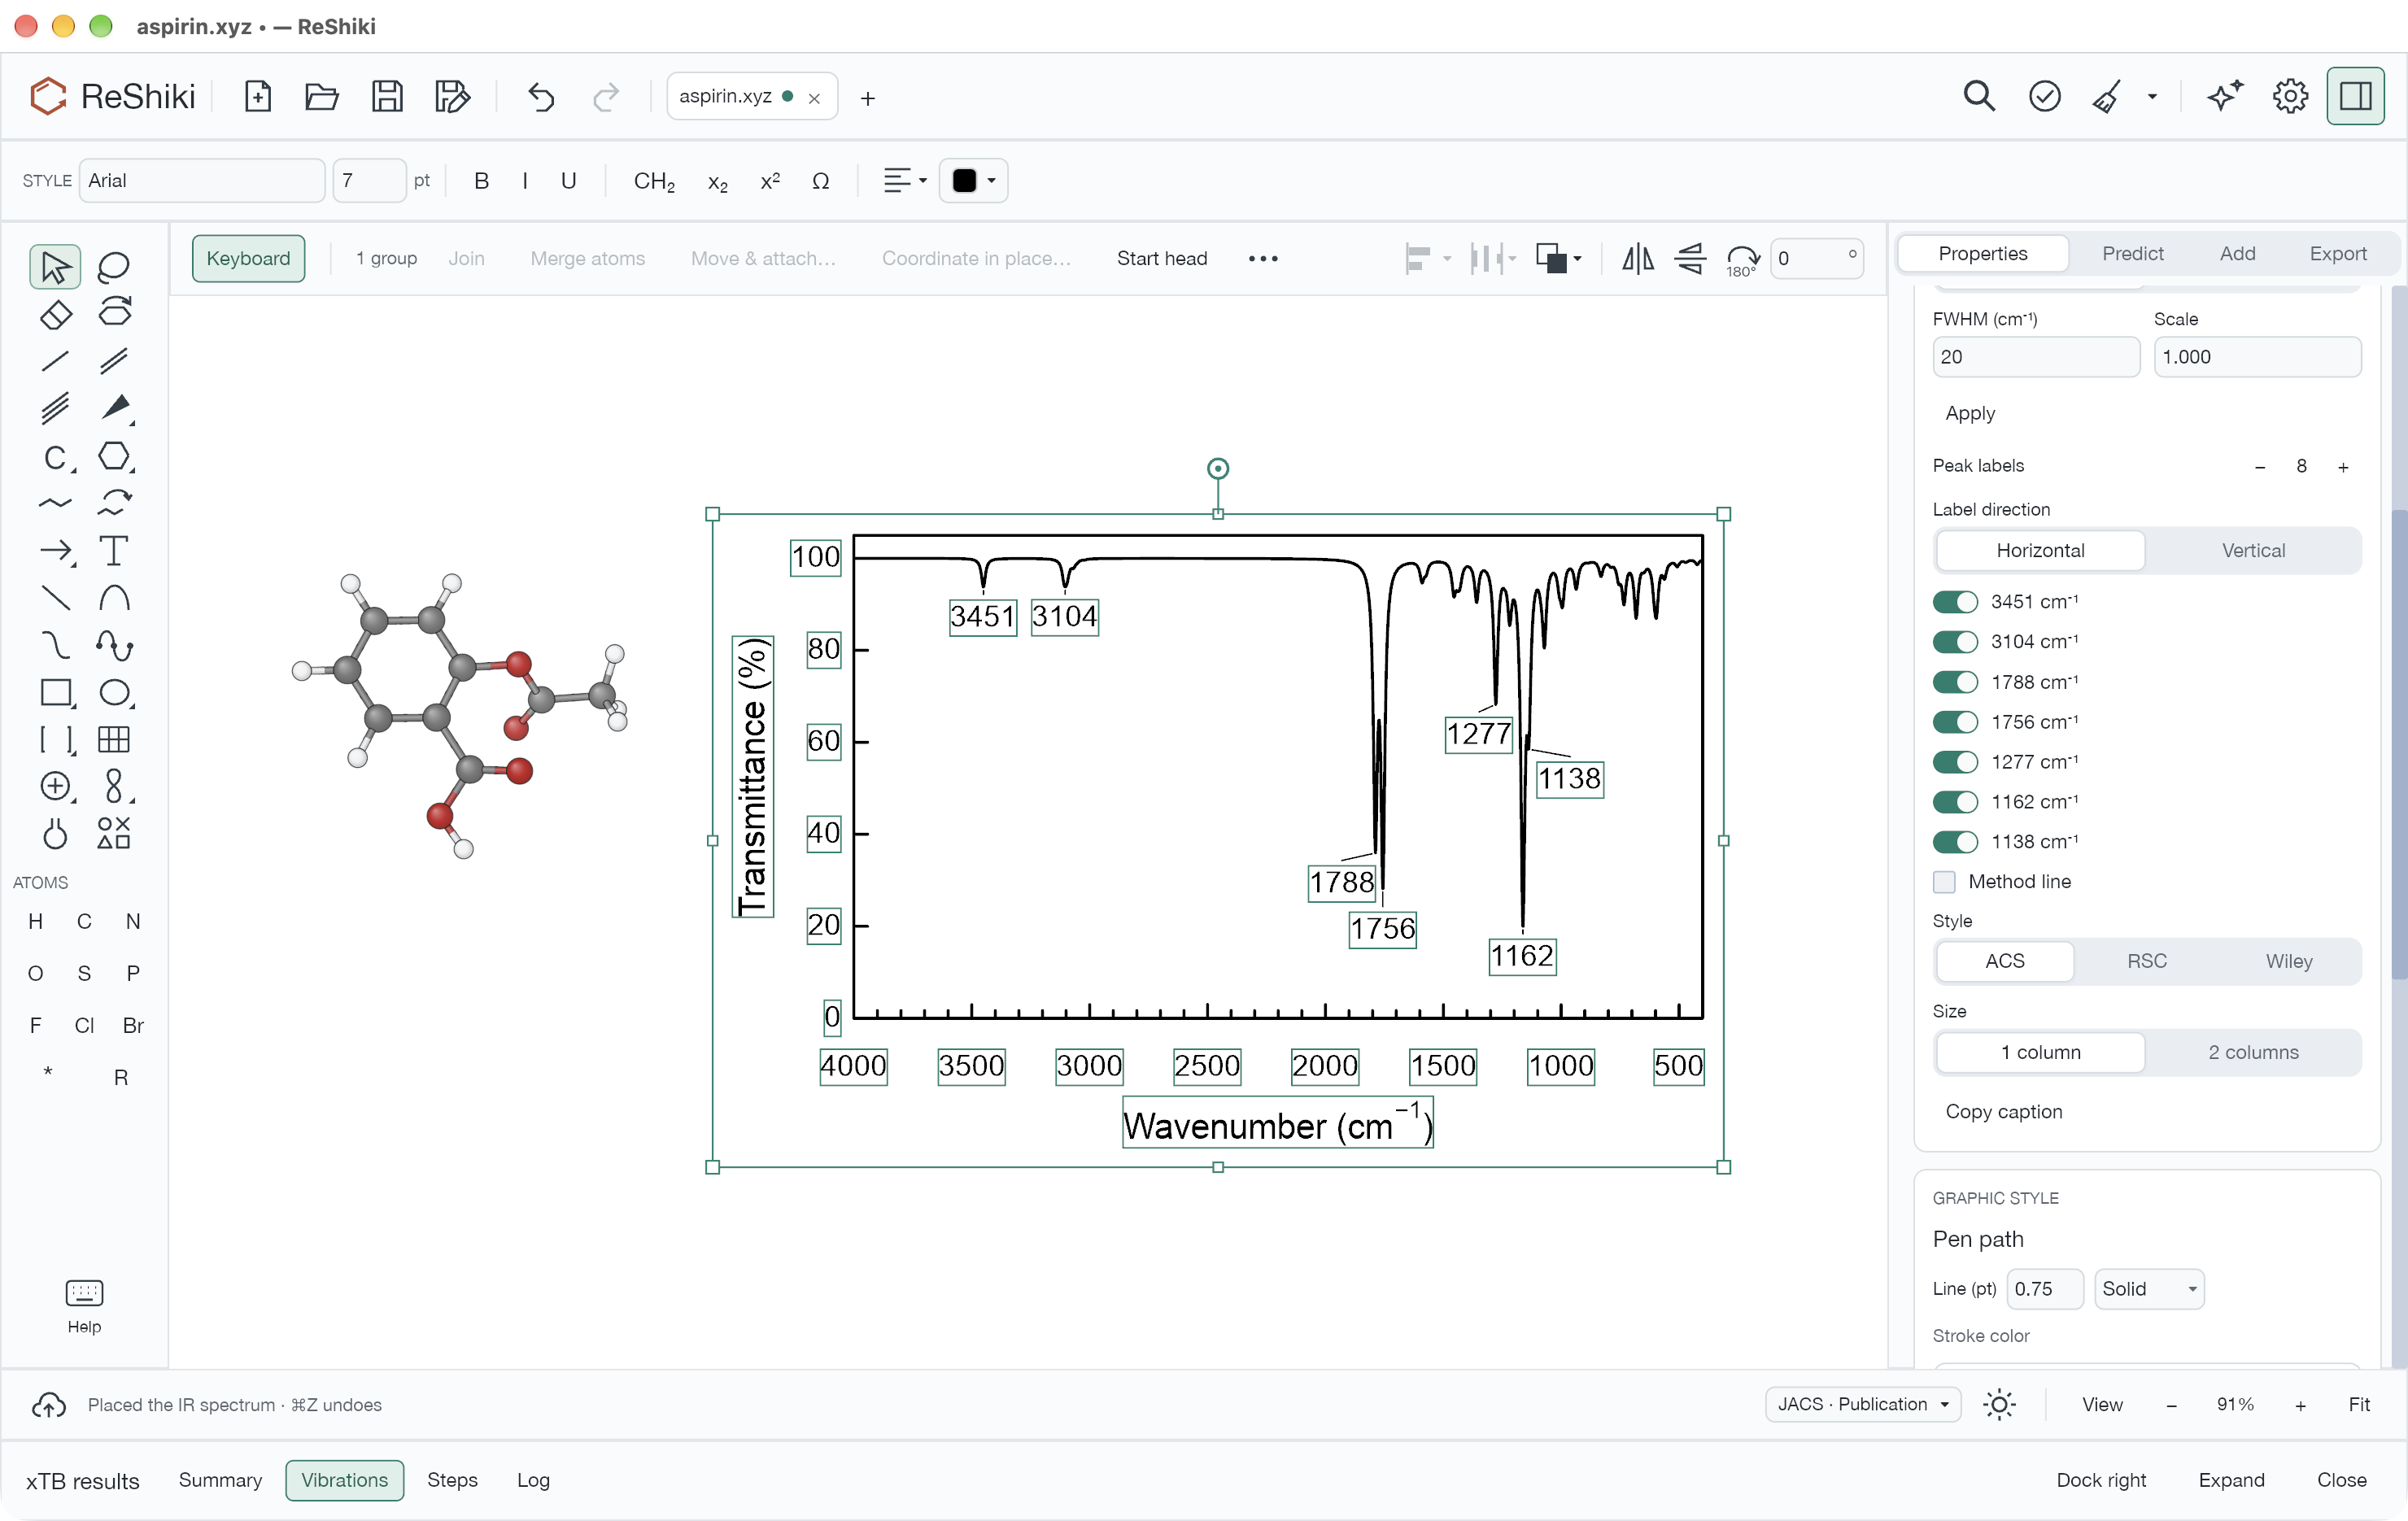 aspirin.xyz • — ReShiki
ReShiki
aspirin.xyz
STYLE Arial 7 pt B I U CH₂ x₂ x² Ω
Keyboard 1 group Join Merge atoms Move & attach… Coordinate in place… Start head ••• 180° 0 °
Properties Predict Add Export
FWHM (cm⁻¹) Scale
20 1.000
Apply
Peak labels − 8 +
Label direction
Horizontal Vertical
3451 cm⁻¹
3104 cm⁻¹
1788 cm⁻¹
1756 cm⁻¹
1277 cm⁻¹
1162 cm⁻¹
1138 cm⁻¹
Method line
Style
ACS RSC Wiley
Size
1 column 2 columns
Copy caption
GRAPHIC STYLE
Pen path
Line (pt) 0.75 Solid
Stroke color
C
T
ATOMS
H C N
O S P
F Cl Br
* R
Help
Transmittance (%)
100
80
60
40
20
0
3451 3104
1277
1138
1788
1756
1162
4000 3500 3000 2500 2000 1500 1000 500
Wavenumber (cm⁻¹)
Placed the IR spectrum · ⌘Z undoes
JACS · Publication View − 91% + Fit
xTB results Summary Vibrations Steps Log Dock right Expand Close